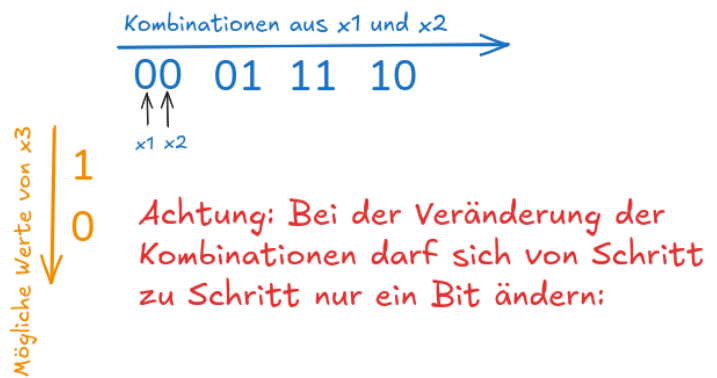 Kombinationen aus x1 und x2
00 01 11 10
x1 x2
Mögliche Werte von x3
1
0
Achtung: Bei der Veränderung der
Kombinationen darf sich von Schritt
zu Schritt nur ein Bit ändern: